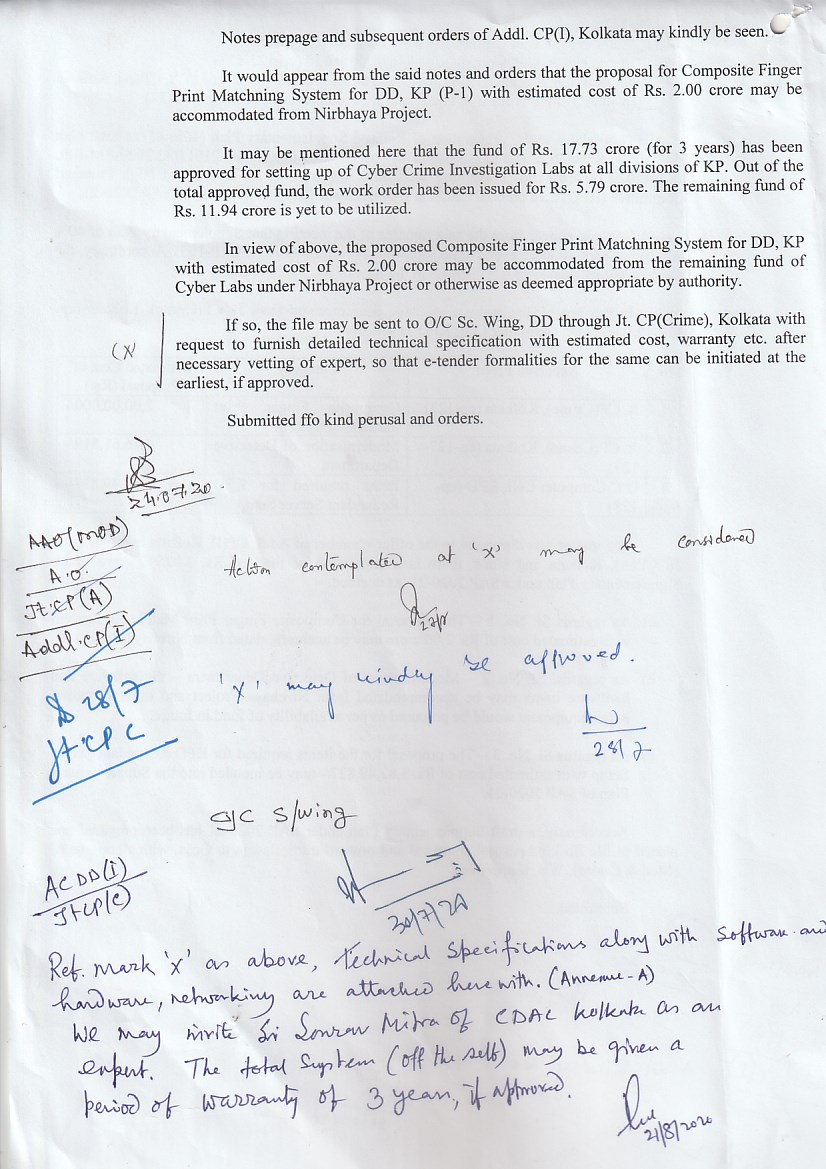 Notes prepage and subsequent orders of Addl. CP(I), Kolkata may kindly be seen.
It would appear from the said notes and orders that the proposal for Composite Finger
Print Matchning System for DD, KP (P-1) with estimated cost of Rs. 2.00 crore may be
accommodated from Nirbhaya Project.
It may be mentioned here that the fund of Rs. 17.73 crore (for 3 years) has been
approved for setting up of Cyber Crime Investigation Labs at all divisions of KP. Out of the
total approved fund, the work order has been issued for Rs. 5.79 crore. The remaining fund of
Rs. 11.94 crore is yet to be utilized.
In view of above, the proposed Composite Finger Print Matchning System for DD, KP
with estimated cost of Rs. 2.00 crore may be accommodated from the remaining fund of
Cyber Labs under Nirbhaya Project or otherwise as deemed appropriate by authority.
(X
If so, the file may be sent to O/C Sc. Wing, DD through Jt. CP(Crime), Kolkata with
request to furnish detailed technical specification with estimated cost, warranty etc. after
necessary vetting of expert, so that e-tender formalities for the same can be initiated at the
earliest, if approved.
Submitted ffo kind perusal and orders.
24.07.20
AAO(MOD)
A.O.
Jt.CP(A)
Addl.CP(I)
28/7
Jt.CP C
Action contemplated at 'X' may be considered
'X' may kindly be approved.
28/7
O/C S/Wing
30/7/20
ACDD(I)
Jt CP(C)
Ref. mark 'X' as above, Technical Specifications along with Software and
hardware, networking are attached here with. (Annexure-A)
We may invite Sri Sourav Mitra of CDAC Kolkata as an
expert. The total System (off the self) may be given a
period of warranty of 3 years, if approved.
21/8/2020